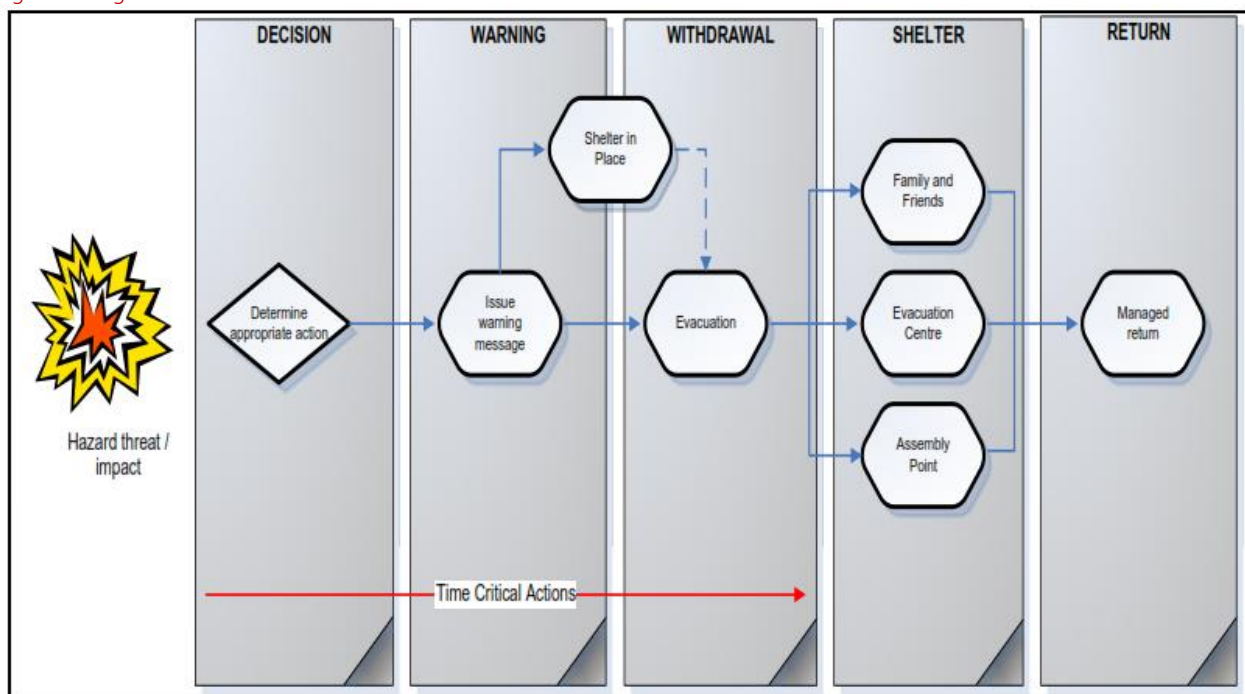 DECISION
WARNING
WITHDRAWAL
SHELTER
RETURN
Shelter in
Place
Family and
Friends
Determine
appropriate action
Issue
warning
message
Evacuation
Evacuation
Centre
Managed
return
Assembly
Point
Hazard threat /
impact
Time Critical Actions